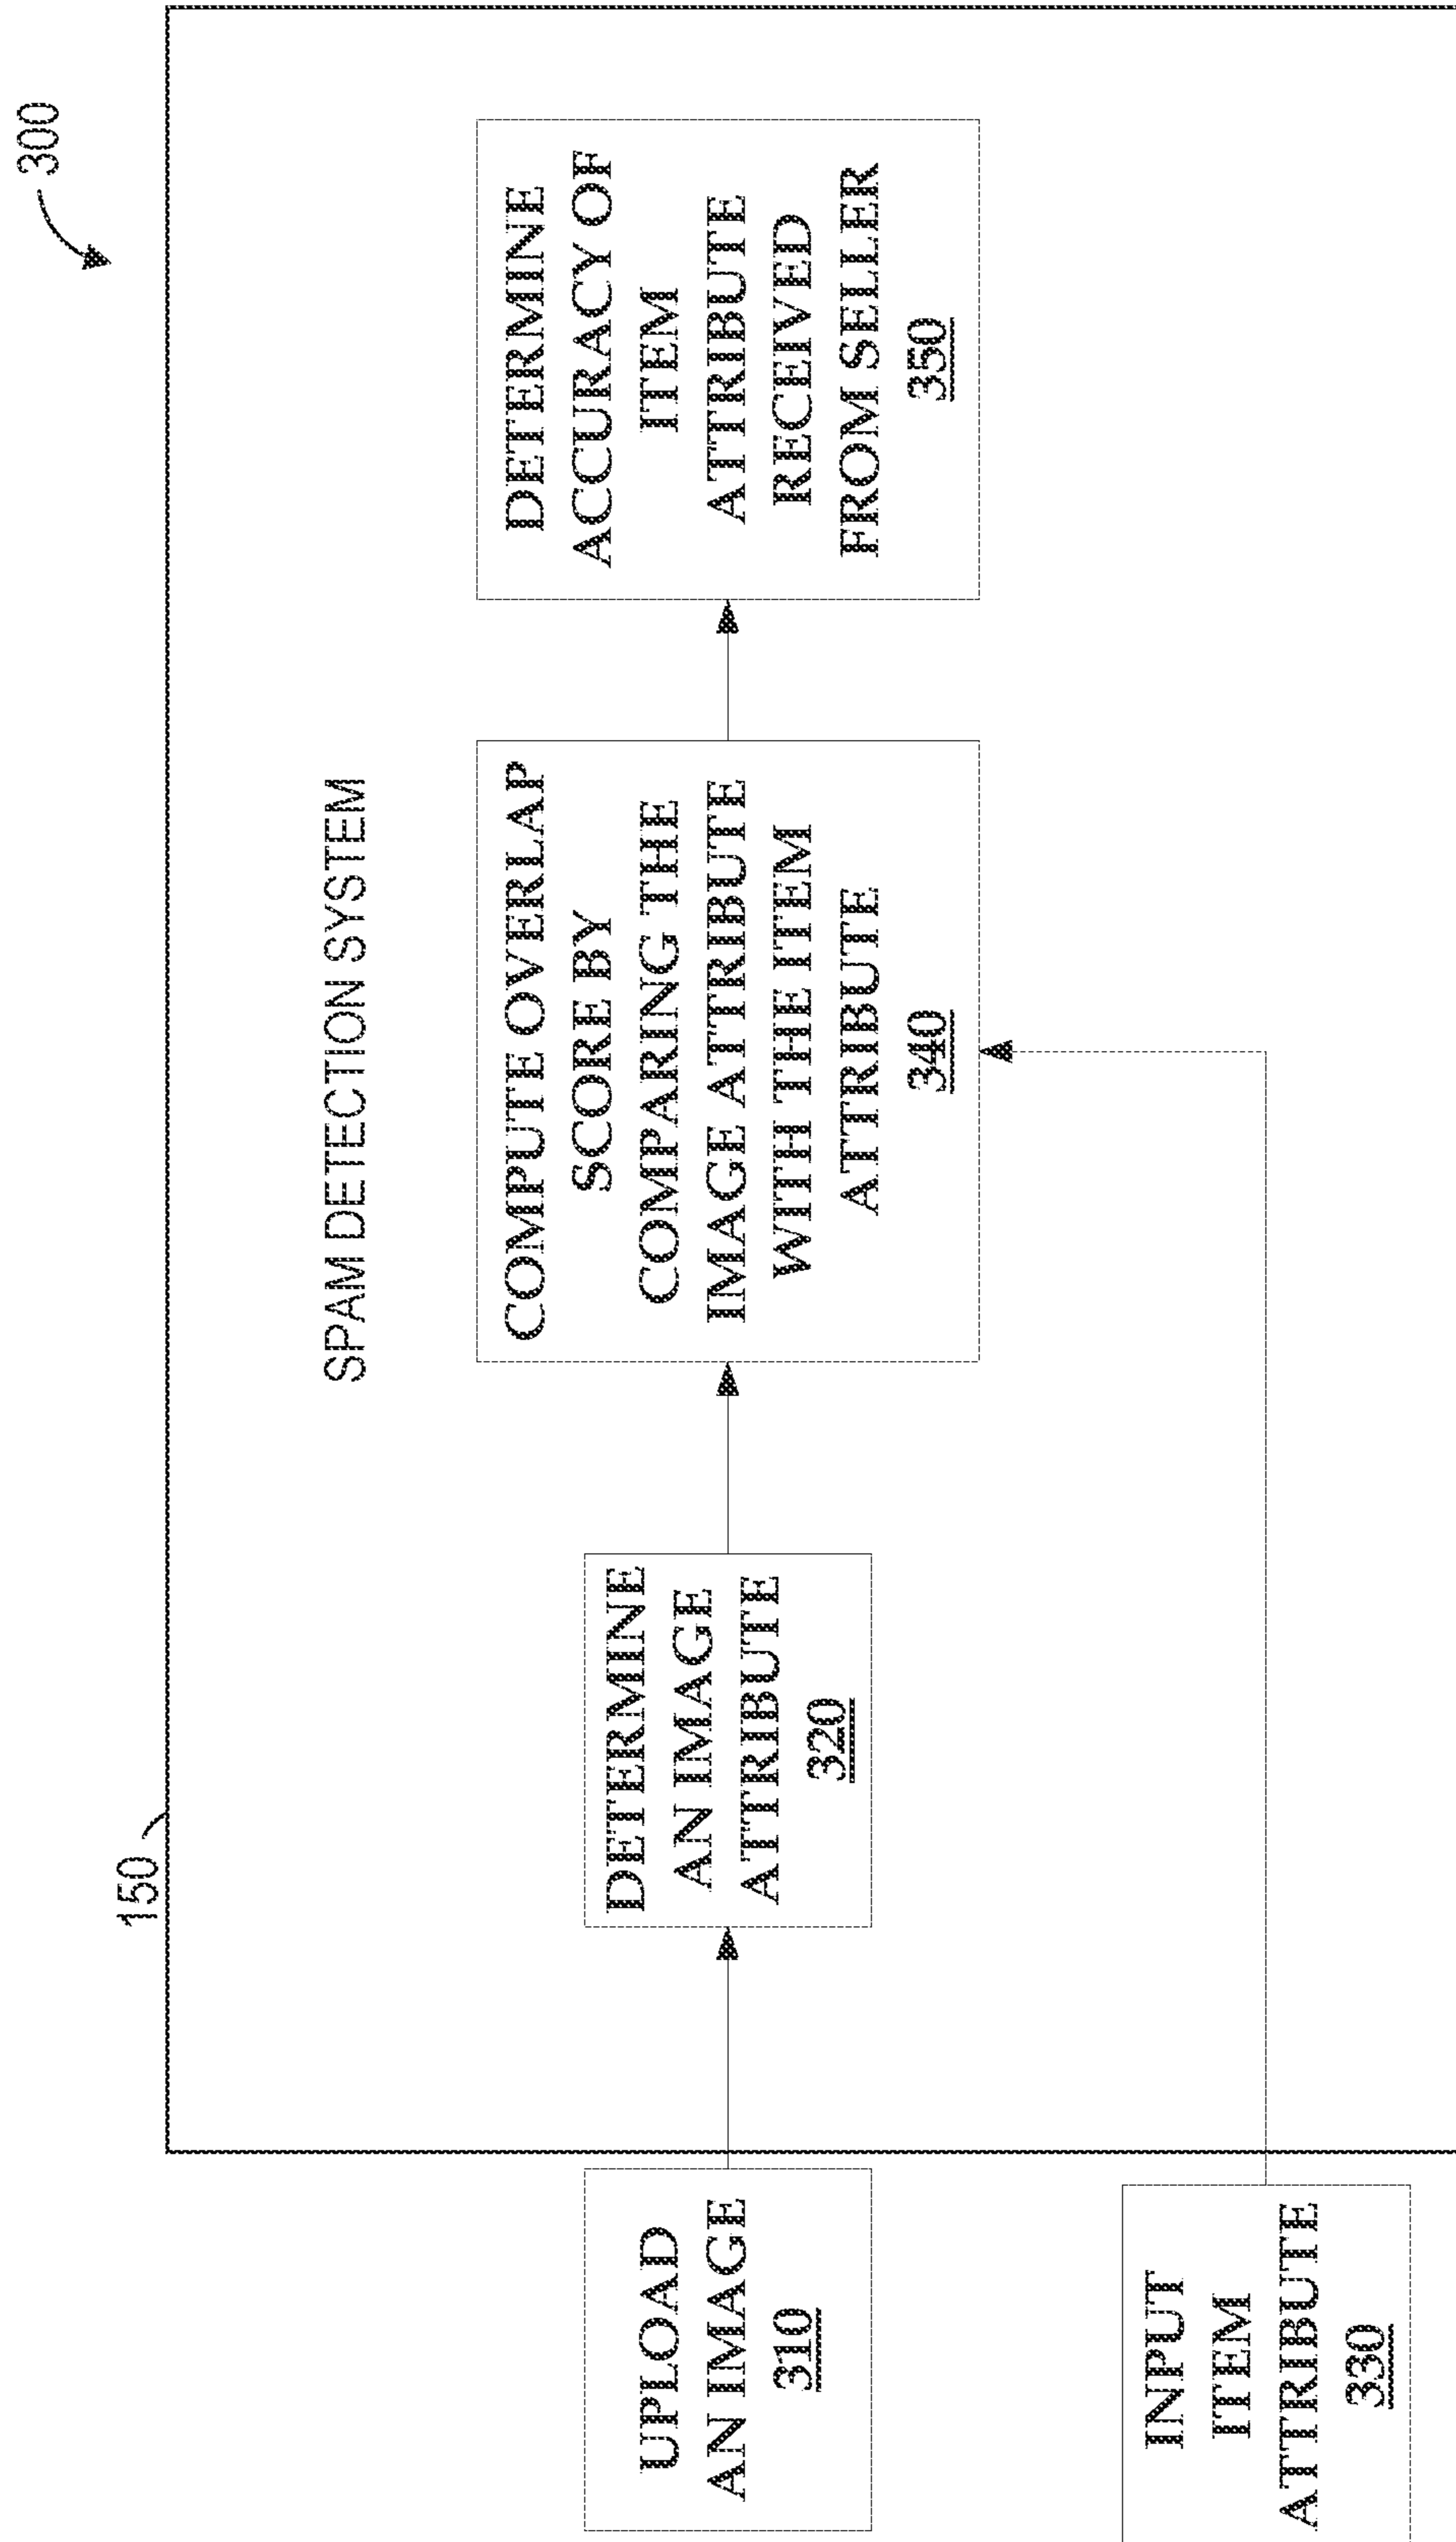 300
150
SPAM DETECTION SYSTEM
UPLOAD
AN IMAGE
310
DETERMINE
AN IMAGE
ATTRIBUTE
320
COMPUTE OVERLAP
SCORE BY
COMPARING THE
IMAGE ATTRIBUTE
WITH THE ITEM
ATTRIBUTE
340
DETERMINE
ACCURACY OF
ITEM
ATTRIBUTE
RECEIVED
FROM SELLER
350
INPUT
ITEM
ATTRIBUTE
330